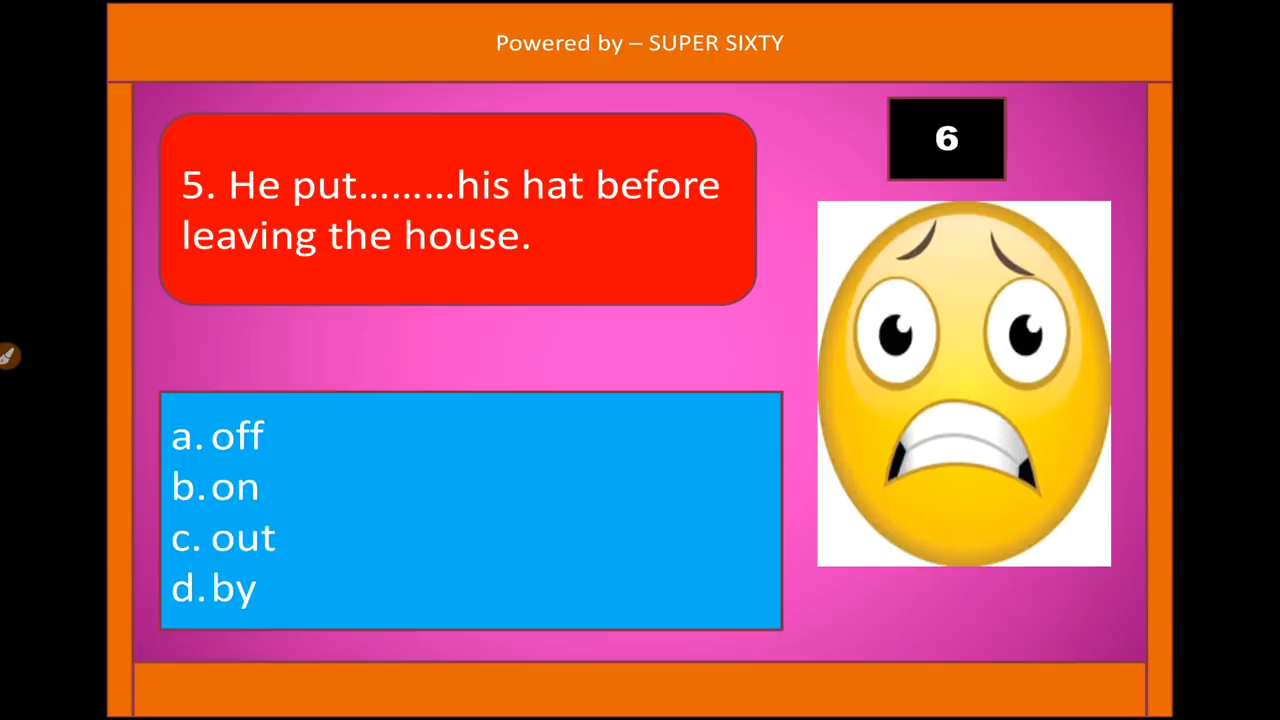 Powered by – SUPER SIXTY
6
5. He put.........his hat before
leaving the house.
a. off
b. on
c. out
d. by